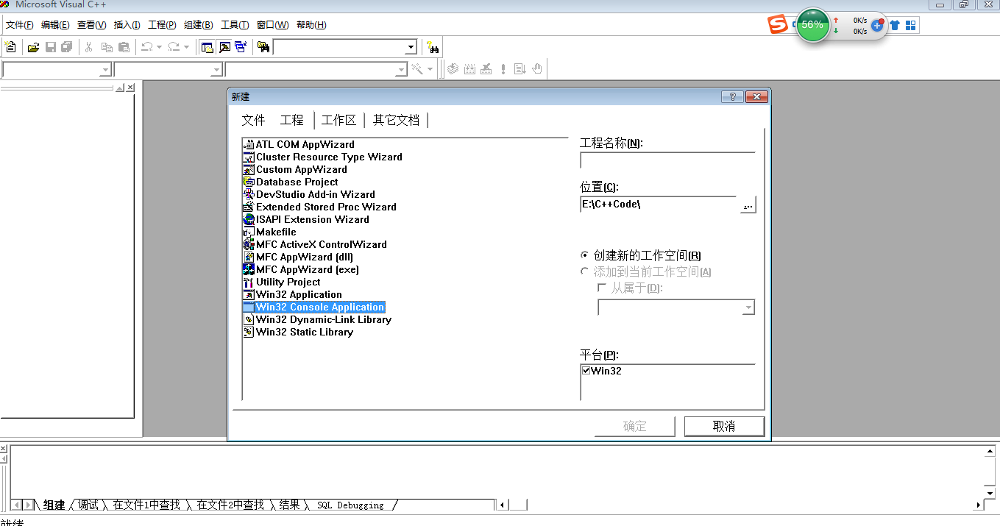 Microsoft Visual C++
文件(F) 编辑(E) 查看(V) 插入(I) 工程(P) 组建(B) 工具(T) 窗口(W) 帮助(H)
S 56% 0K/s
0K/s
新建
文件 工程 工作区 其它文档
ATL COM AppWizard
Cluster Resource Type Wizard
Custom AppWizard
Database Project
DevStudio Add-in Wizard
Extended Stored Proc Wizard
ISAPI Extension Wizard
Makefile
MFC ActiveX ControlWizard
MFC AppWizard (dll)
MFC AppWizard (exe)
Utility Project
Win32 Application
Win32 Console Application
Win32 Dynamic-Link Library
Win32 Static Library
工程名称(N):
位置(C):
E:\C++Code\
...
创建新的工作空间(R)
添加到当前工作空间(A)
从属于(D):
平台(P):
Win32
确定 取消
组建 调试 在文件1中查找 在文件2中查找 结果 SQL Debugging
就绪